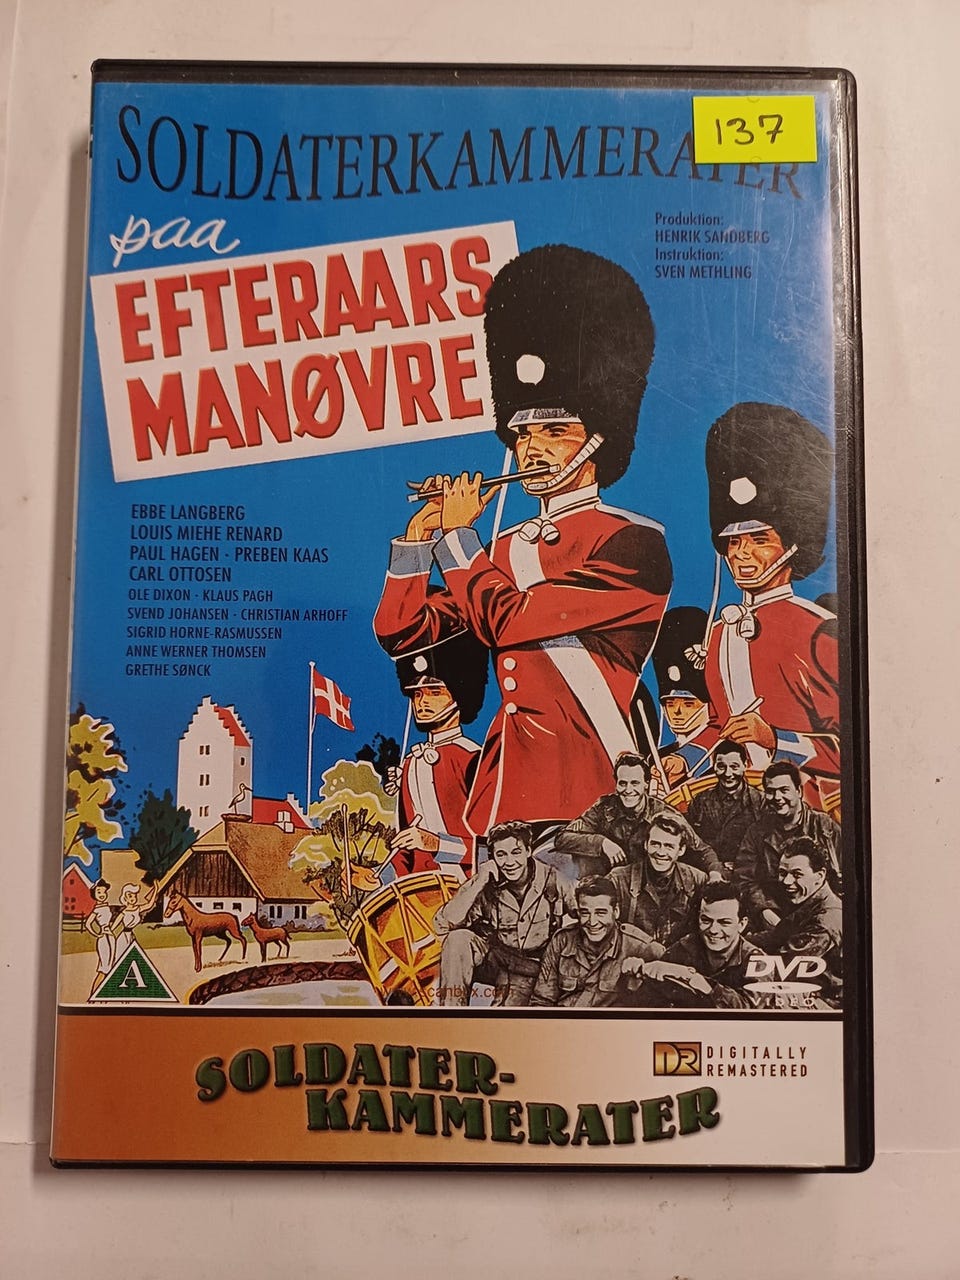 SOLDATERKAMMERATER
137
paa
EFTERAARS
MANØVRE
Produktion:
HENRIK SANDBERG
Instruktion:
SVEN METHLING
EBBE LANGBERG
LOUIS MIEHE RENARD
PAUL HAGEN · PREBEN KAAS
CARL OTTOSEN
OLE DIXON · KLAUS PAGH
SVEND JOHANSEN · CHRISTIAN ARHOFF
SIGRID HORNE-RASMUSSEN
ANNE WERNER THOMSEN
GRETHE SØNCK
A
DVD
VIDEO
SOLDATER-
KAMMERATER
DR DIGITALLY
REMASTERED